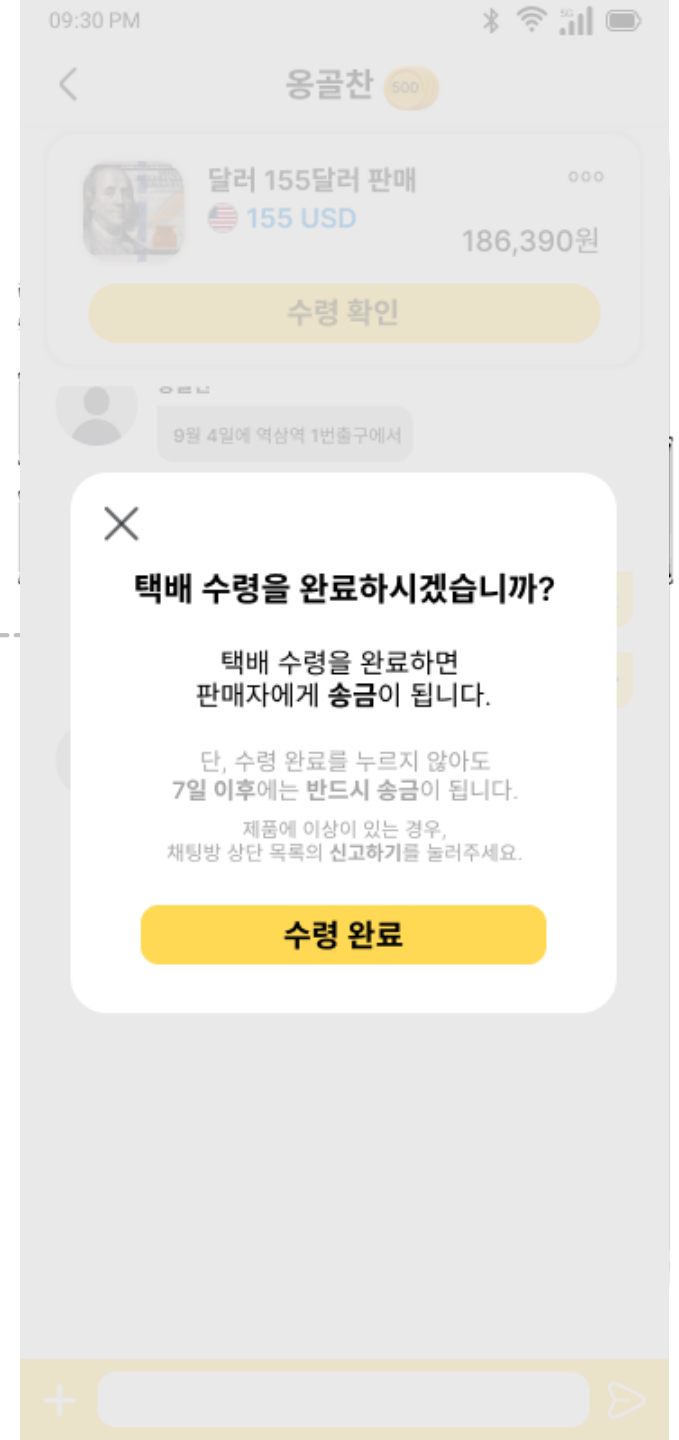 09:30 PM
5G
옹골찬 500
달러 155달러 판매
155 USD
186,390원
수령 확인
9월 4일에 역삼역 1번출구에서
택배 수령을 완료하시겠습니까?
택배 수령을 완료하면
판매자에게 송금이 됩니다.
단, 수령 완료를 누르지 않아도
7일 이후에는 반드시 송금이 됩니다.
제품에 이상이 있는 경우,
채팅방 상단 목록의 신고하기를 눌러주세요.
수령 완료